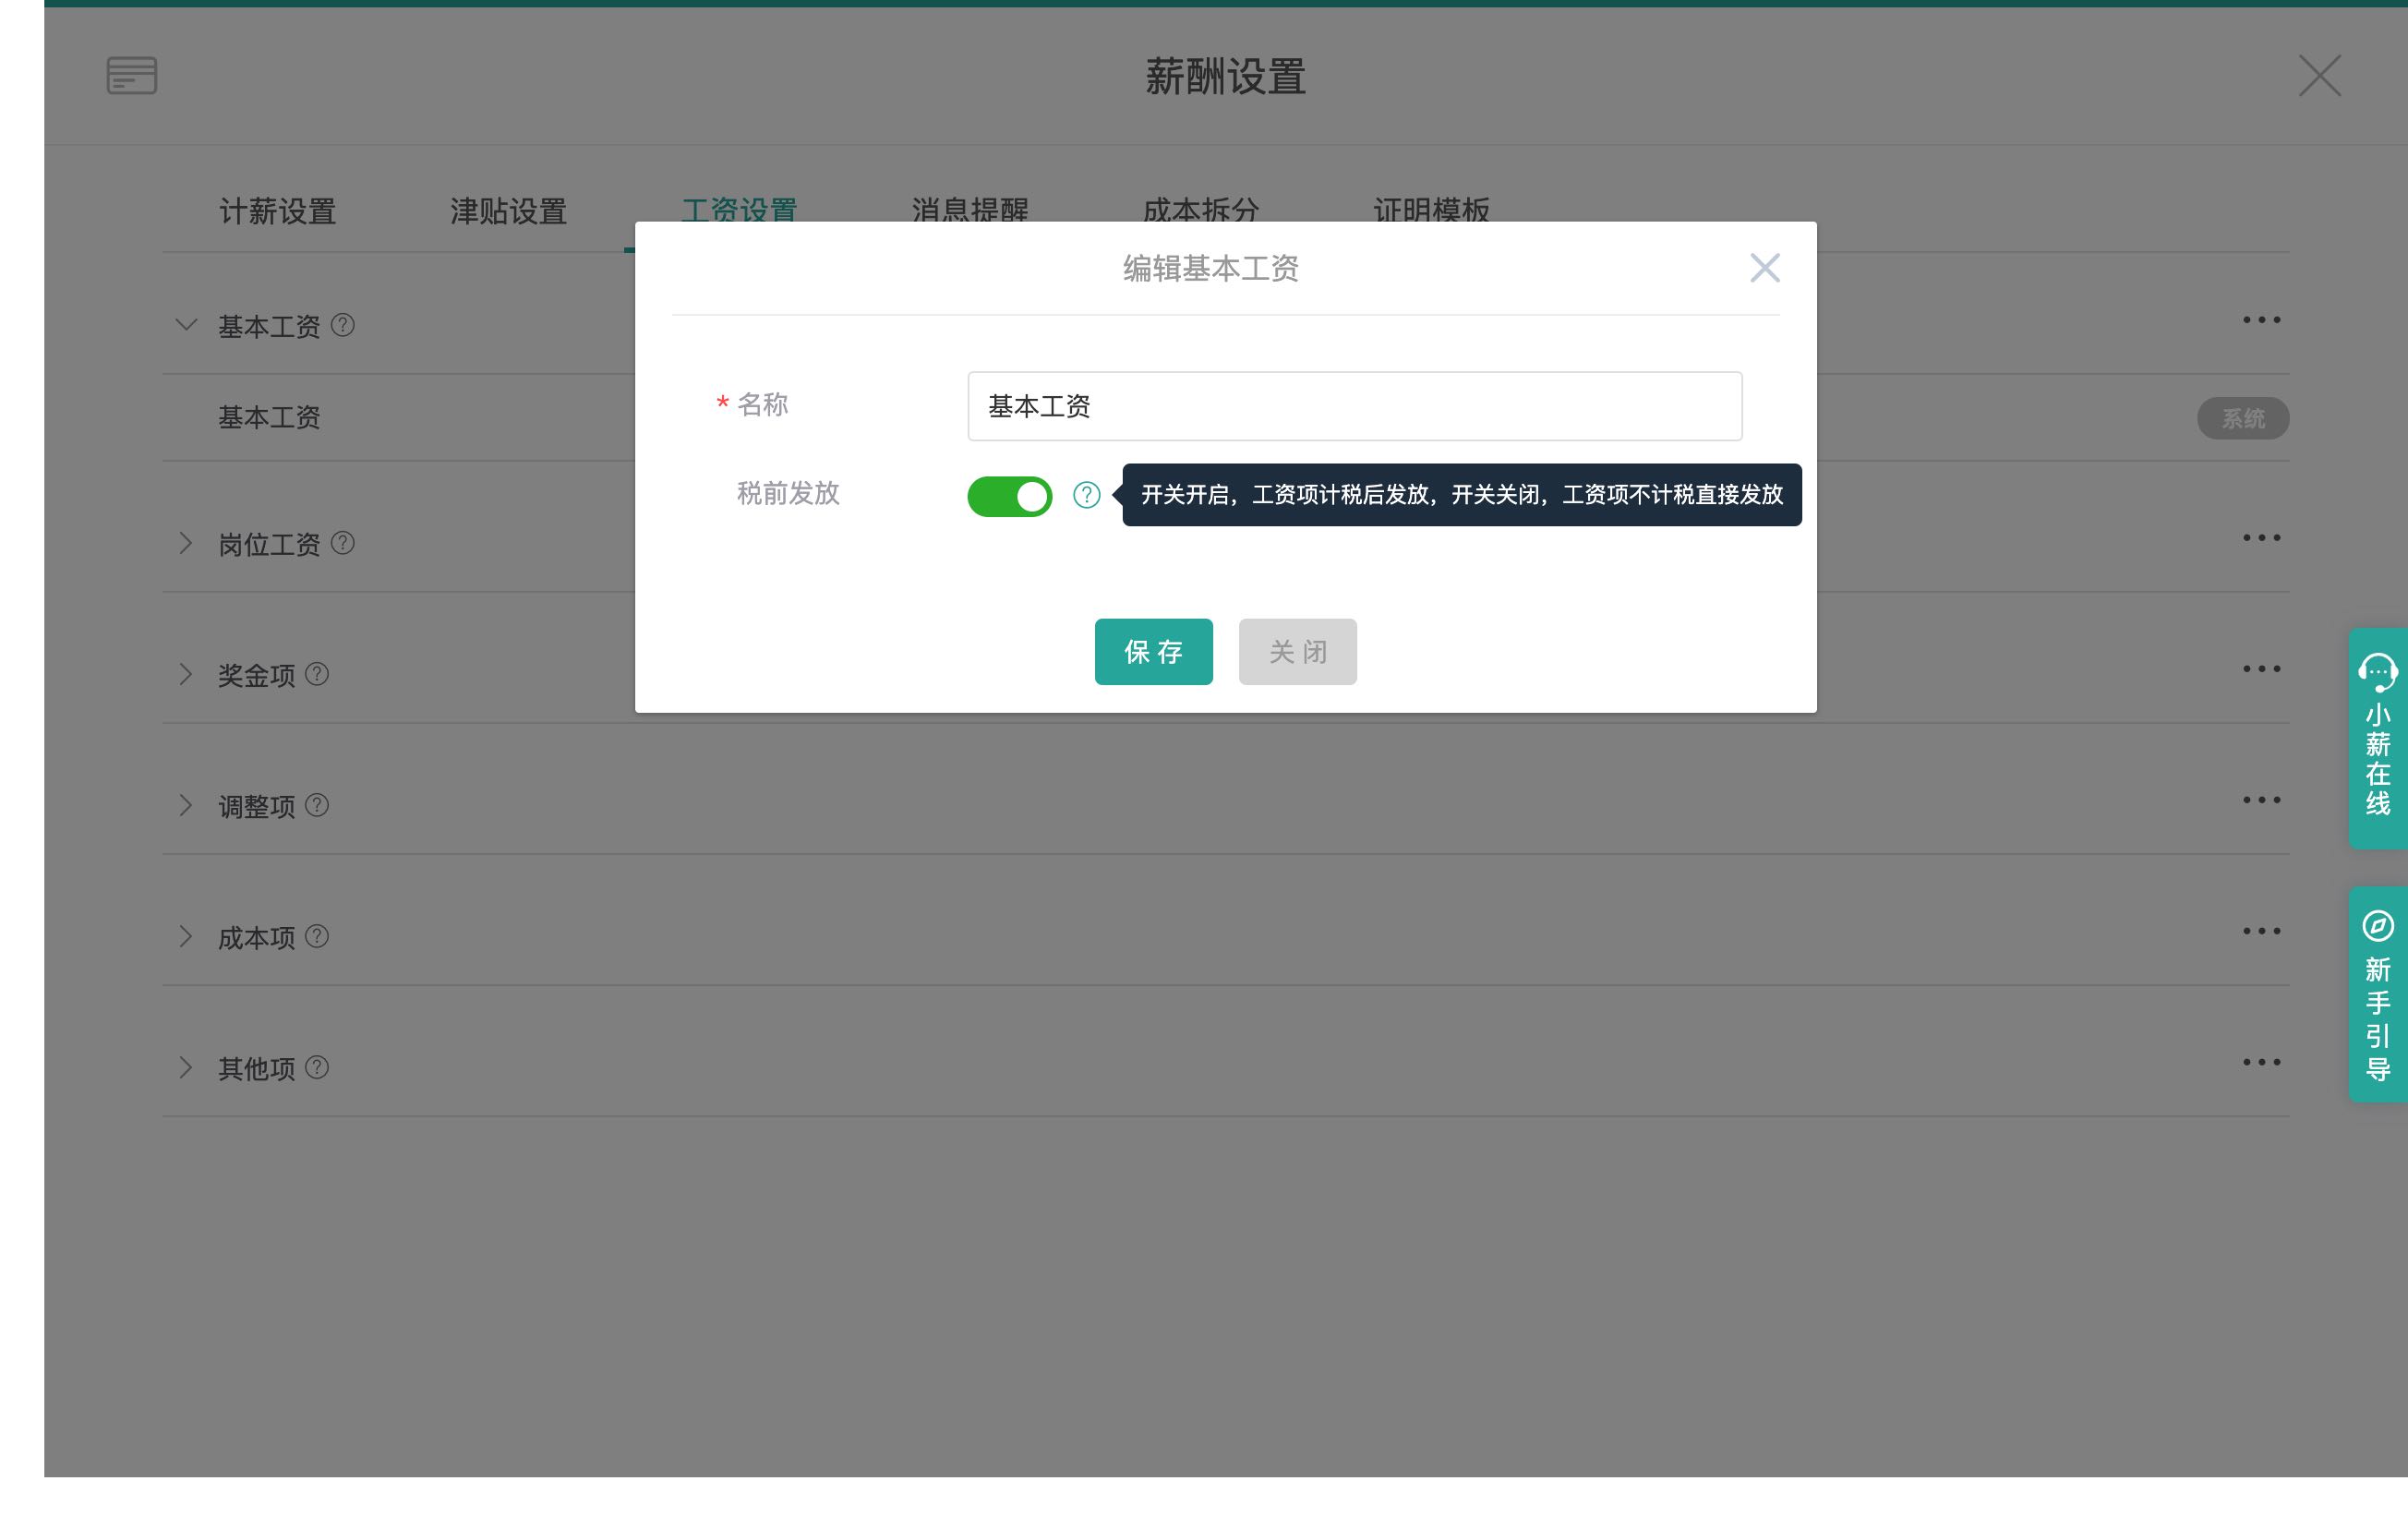 薪酬设置
计薪设置 津贴设置 工资设置 消息提醒 成本拆分 证明模板
编辑基本工资
基本工资
* 名称 基本工资
基本工资 系统
税前发放 开关开启，工资项计税后发放，开关关闭，工资项不计税直接发放
岗位工资
保存 关闭
奖金项
调整项
成本项
其他项
小薪在线
新手引导